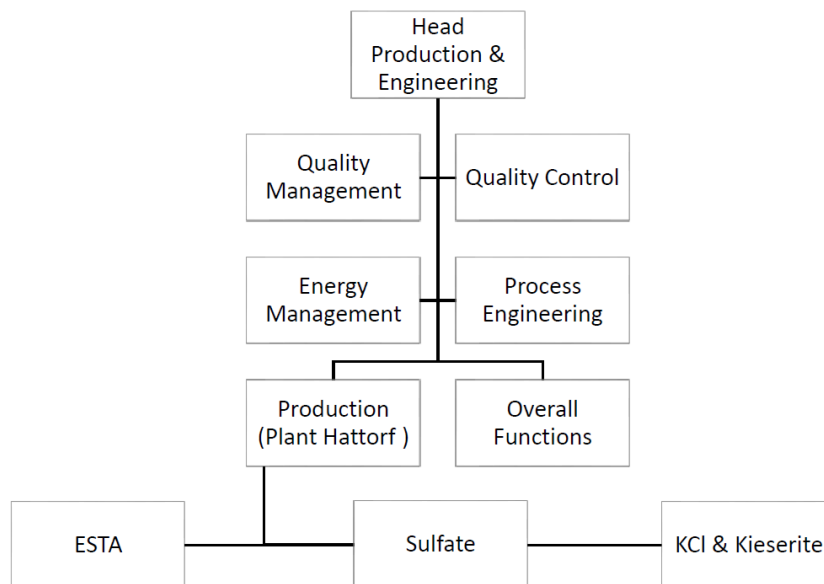 Head
Production &
Engineering
Quality
Management
Quality Control
Energy
Management
Process
Engineering
Production
(Plant Hattorf )
Overall
Functions
ESTA
Sulfate
KCl & Kieserite